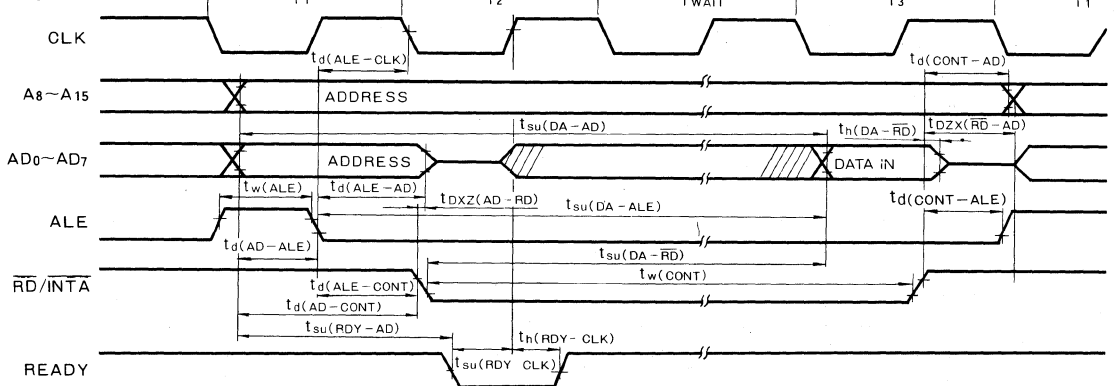 T1 T2 TWAIT T3 T1
CLK
td(ALE–CLK) td(CONT–AD)
A8~A15 ADDRESS
tsu(DA–AD) th(DA–RD) tDZX(RD–AD)
AD0~AD7 ADDRESS DATA iN
tw(ALE) td(ALE–AD) tDXZ(AD–RD) td(CONT–ALE)
tsu(DA–ALE)
ALE
td(AD–ALE) tsu(DA–RD)
RD/INTA tw(CONT)
td(ALE–CONT)
td(AD–CONT)
tsu(RDY–AD)
th(RDY–CLK)
tsu(RDY CLK)
READY